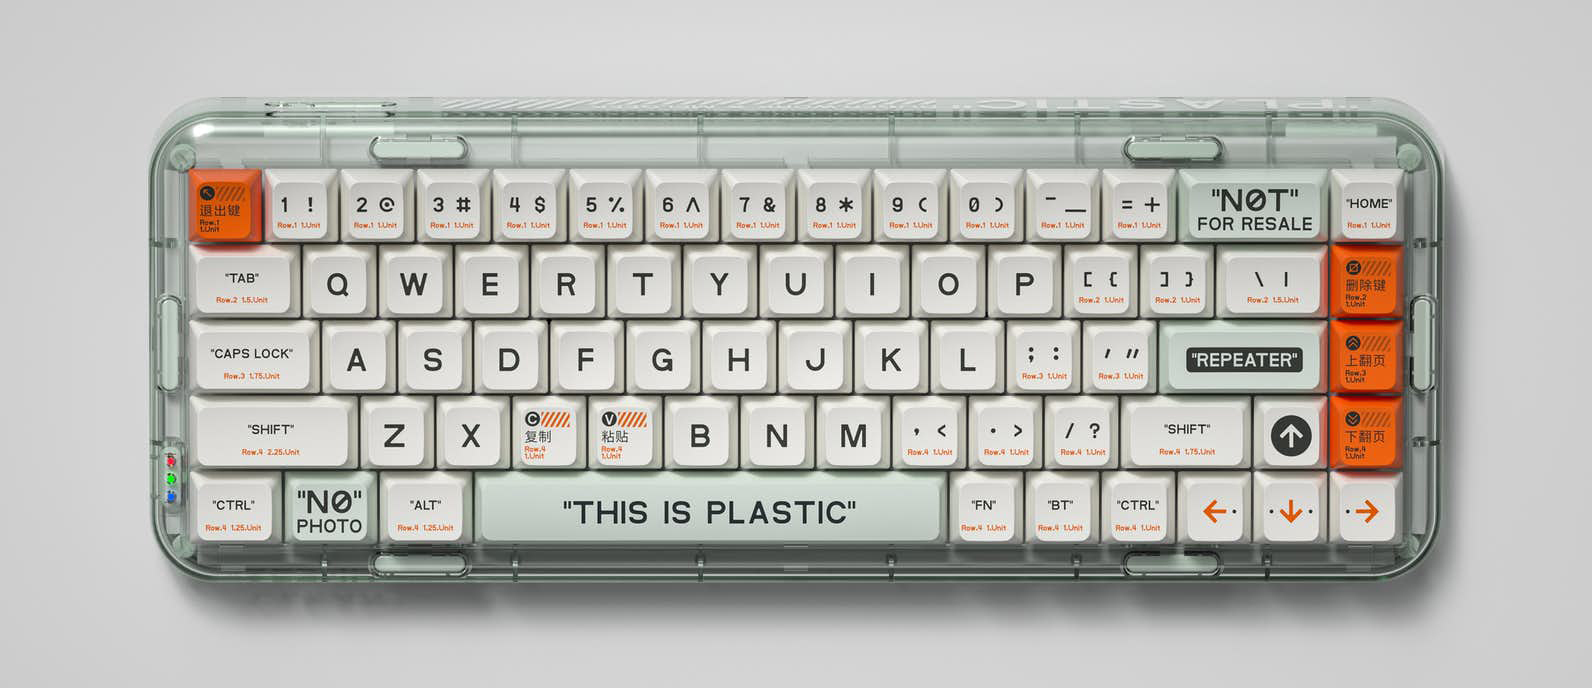 "PLASTIC"
退出键
Row.1
1.Unit
1 !
Row.1 1.Unit
2 ⊙
Row.1 1.Unit
3 #
Row.1 1.Unit
4 $
Row.1 1.Unit
5 %
Row.1 1.Unit
6 ^
Row.1 1.Unit
7 &
Row.1 1.Unit
8 *
Row.1 1.Unit
9 (
Row.1 1.Unit
0 )
Row.1 1.Unit
- _
Row.1 1.Unit
= +
Row.1 1.Unit
"NØT"
FOR RESALE
"HOME"
Row.1 1.Unit
"TAB"
Row.2 1.5.Unit
Q
W
E
R
T
Y
U
I
O
P
[ {
Row.2 1.Unit
] }
Row.2 1.Unit
\ |
Row.2 1.5.Unit
删除键
Row.2
1.Unit
"CAPS LOCK"
Row.3 1.75.Unit
A
S
D
F
G
H
J
K
L
; :
Row.3 1.Unit
' "
Row.3 1.Unit
"REPEATER"
上翻页
Row.3
1.Unit
"SHIFT"
Row.4 2.25.Unit
Z
X
C
复制
Row.4
1.Unit
V
粘贴
Row.4
1.Unit
B
N
M
, <
Row.4 1.Unit
. >
Row.4 1.Unit
/ ?
Row.4 1.Unit
"SHIFT"
Row.4 1.75.Unit
↑
下翻页
Row.4
1.Unit
"CTRL"
Row.4 1.25.Unit
"NØ"
PHOTO
"ALT"
Row.4 1.25.Unit
"THIS IS PLASTIC"
"FN"
Row.4 1.Unit
"BT"
Row.4 1.Unit
"CTRL"
Row.4 1.Unit
←
↓
→